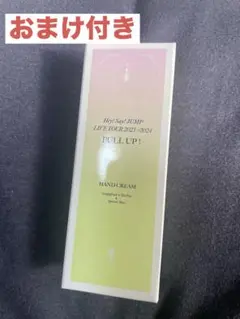 おまけ付き
Hey! Say! JUMP
LIVE TOUR 2023-2024
PULL UP!
HAND CREAM